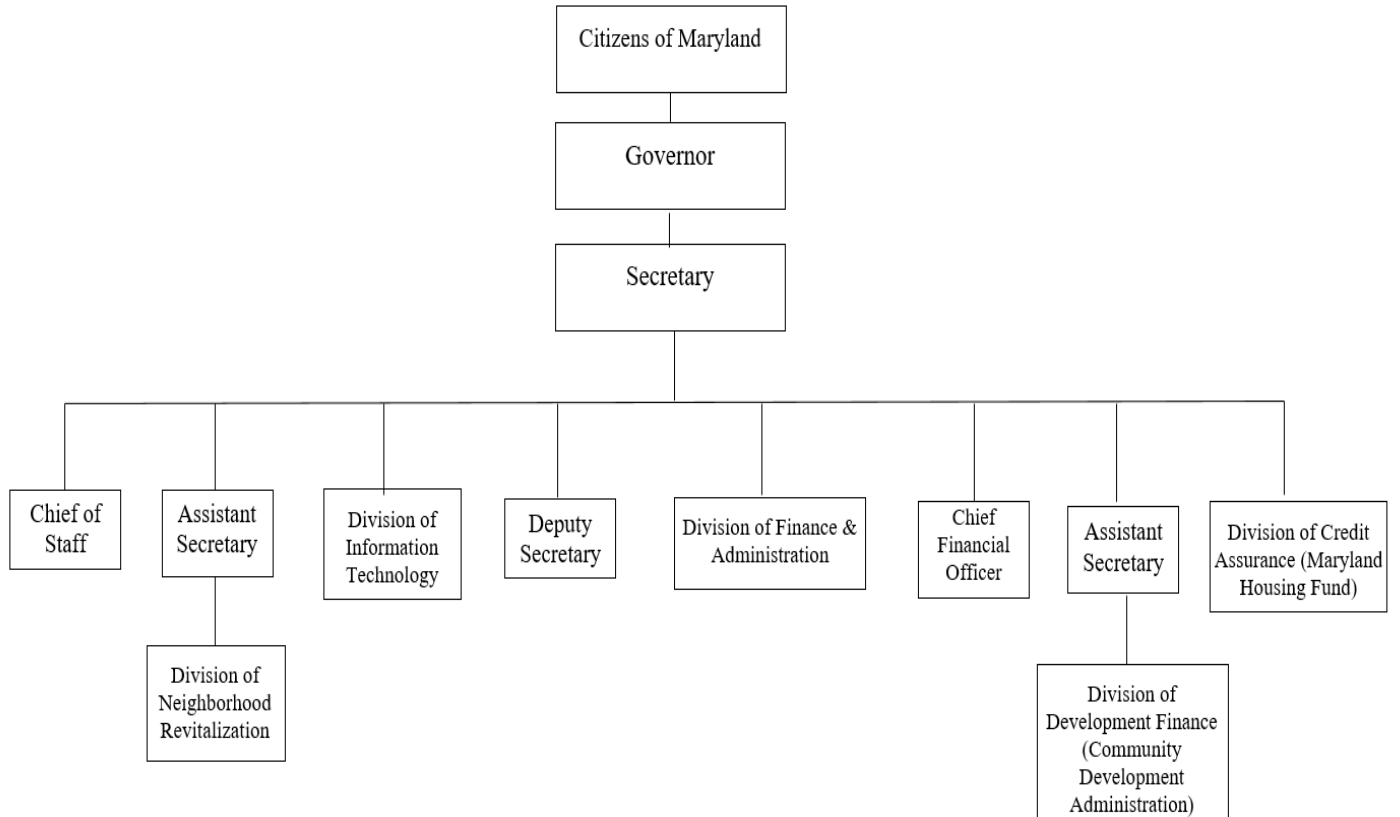 Citizens of Maryland
Governor
Secretary
Chief of
Staff
Assistant
Secretary
Division of
Information
Technology
Deputy
Secretary
Division of Finance &
Administration
Chief
Financial
Officer
Assistant
Secretary
Division of Credit
Assurance (Maryland
Housing Fund)
Division of
Neighborhood
Revitalization
Division of
Development Finance
(Community
Development
Administration)